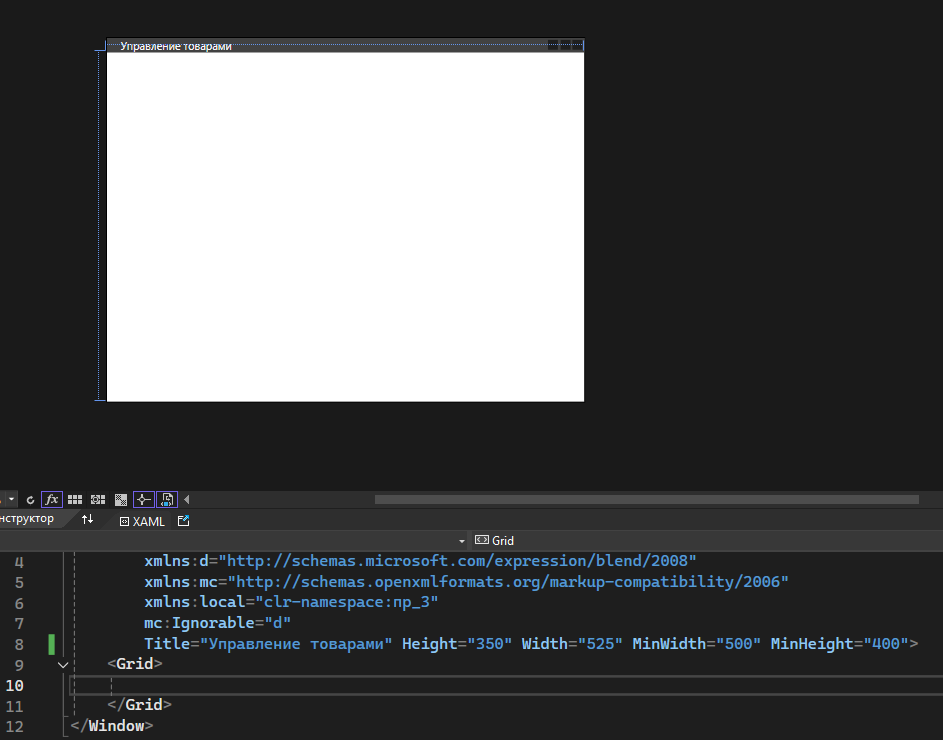 Управление товарами
fx
нструктор
XAML
Grid
4 xmlns:d="http://schemas.microsoft.com/expression/blend/2008"
5 xmlns:mc="http://schemas.openxmlformats.org/markup-compatibility/2006"
6 xmlns:local="clr-namespace:пр_3"
7 mc:Ignorable="d"
8 Title="Управление товарами" Height="350" Width="525" MinWidth="500" MinHeight="400">
9 <Grid>
10
11 </Grid>
12 </Window>